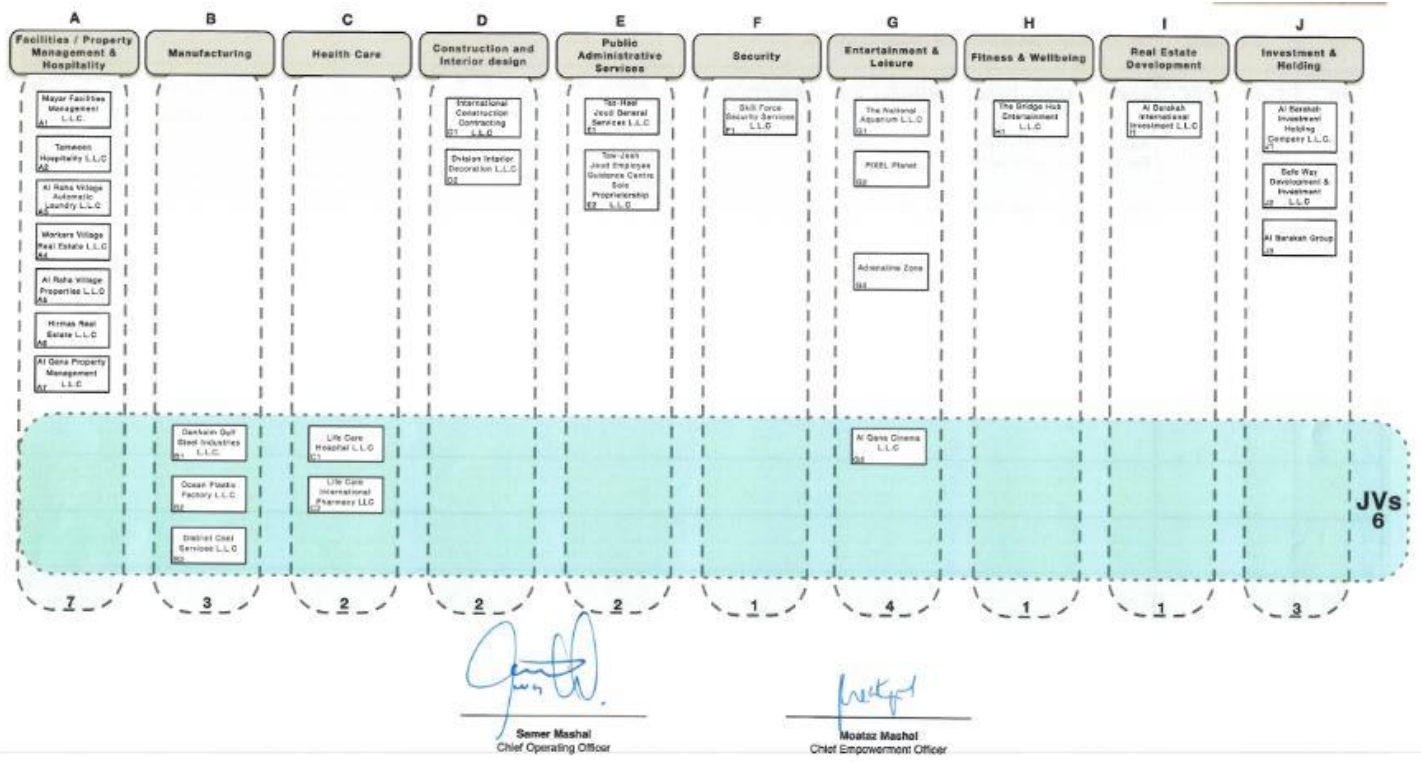 A
B
C
D
E
F
G
H
I
J
Facilities / Property
Management &
Hospitality
Manufacturing
Health Care
Construction and
Interior design
Public
Administrative
Services
Security
Entertainment &
Leisure
Fitness & Wellbeing
Real Estate
Development
Investment &
Holding
Mayar Facilities
Management
L.L.C.
A1
Tamween
Hospitality L.L.C
A2
Al Raha Village
Automatic
Laundry L.L.C
A3
Workers Village
Real Estate L.L.C
A4
Al Raha Village
Properties L.L.C
A5
Hirmas Real
Estate L.L.C
A6
Al Qana Property
Management
L.L.C
A7
Danhalm Gulf
Steel Industries
L.L.C.
B1
Ocean Plastic
Factory L.L.C.
B2
District Cool
Services L.L.C
B3
Life Care
Hospital L.L.C
C1
Life Care
International
Pharmacy LLC
C2
International
Construction
Contracting
L.L.C
D1
Division Interior
Decoration L.L.C
D2
Tas-Heel
Joud General
Services L.L.C
E1
Taw-Jeeh
Joud Employee
Guidance Centre
Sole
Proprietorship
L.L.C
E2
Skill Force
Security Services
L.L.C
F1
The National
Aquarium L.L.C
G1
PIXEL Planet
G2
Adrenaline Zone
Al Qana Cinema
L.L.C
The Bridge Hub
Entertainment
L.L.C
H1
Al Barakah
International
Investment L.L.C
Al Barakah
Investment
Holding
Company L.L.C.
J1
Safe Way
Development &
Investment
L.L.C
J2
Al Barakah Group
J3
JVs
6
7
3
2
2
2
1
4
1
1
3
Samer Mashal
Chief Operating Officer
Moataz Mashal
Chief Empowerment Officer